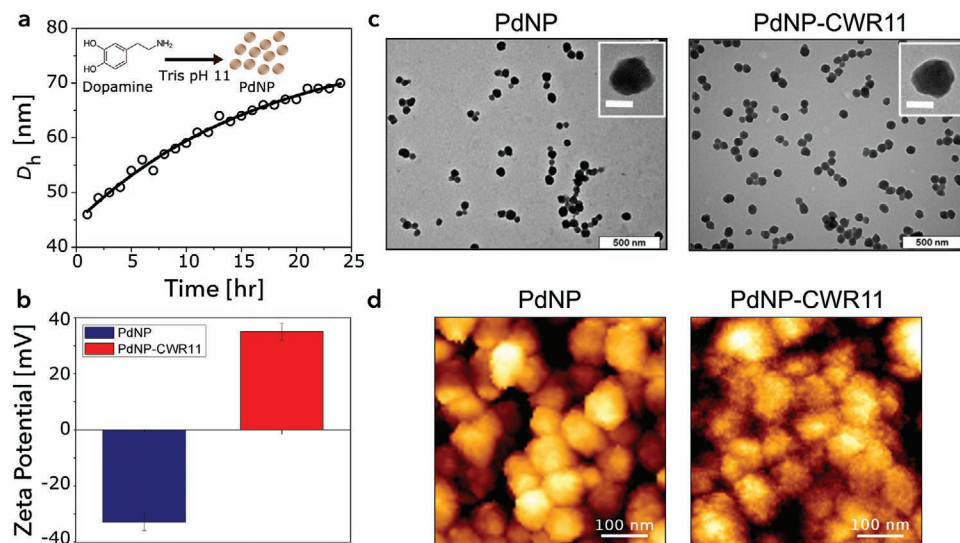 a
HO
HO
NH₂
Dopamine
Tris pH 11
PdNP
Dh [nm]
80
70
60
50
40
0
5
10
15
20
25
Time [hr]
b
PdNP
PdNP-CWR11
Zeta Potential [mV]
40
20
0
-20
-40
c
PdNP
PdNP-CWR11
500 nm
500 nm
d
PdNP
PdNP-CWR11
100 nm
100 nm